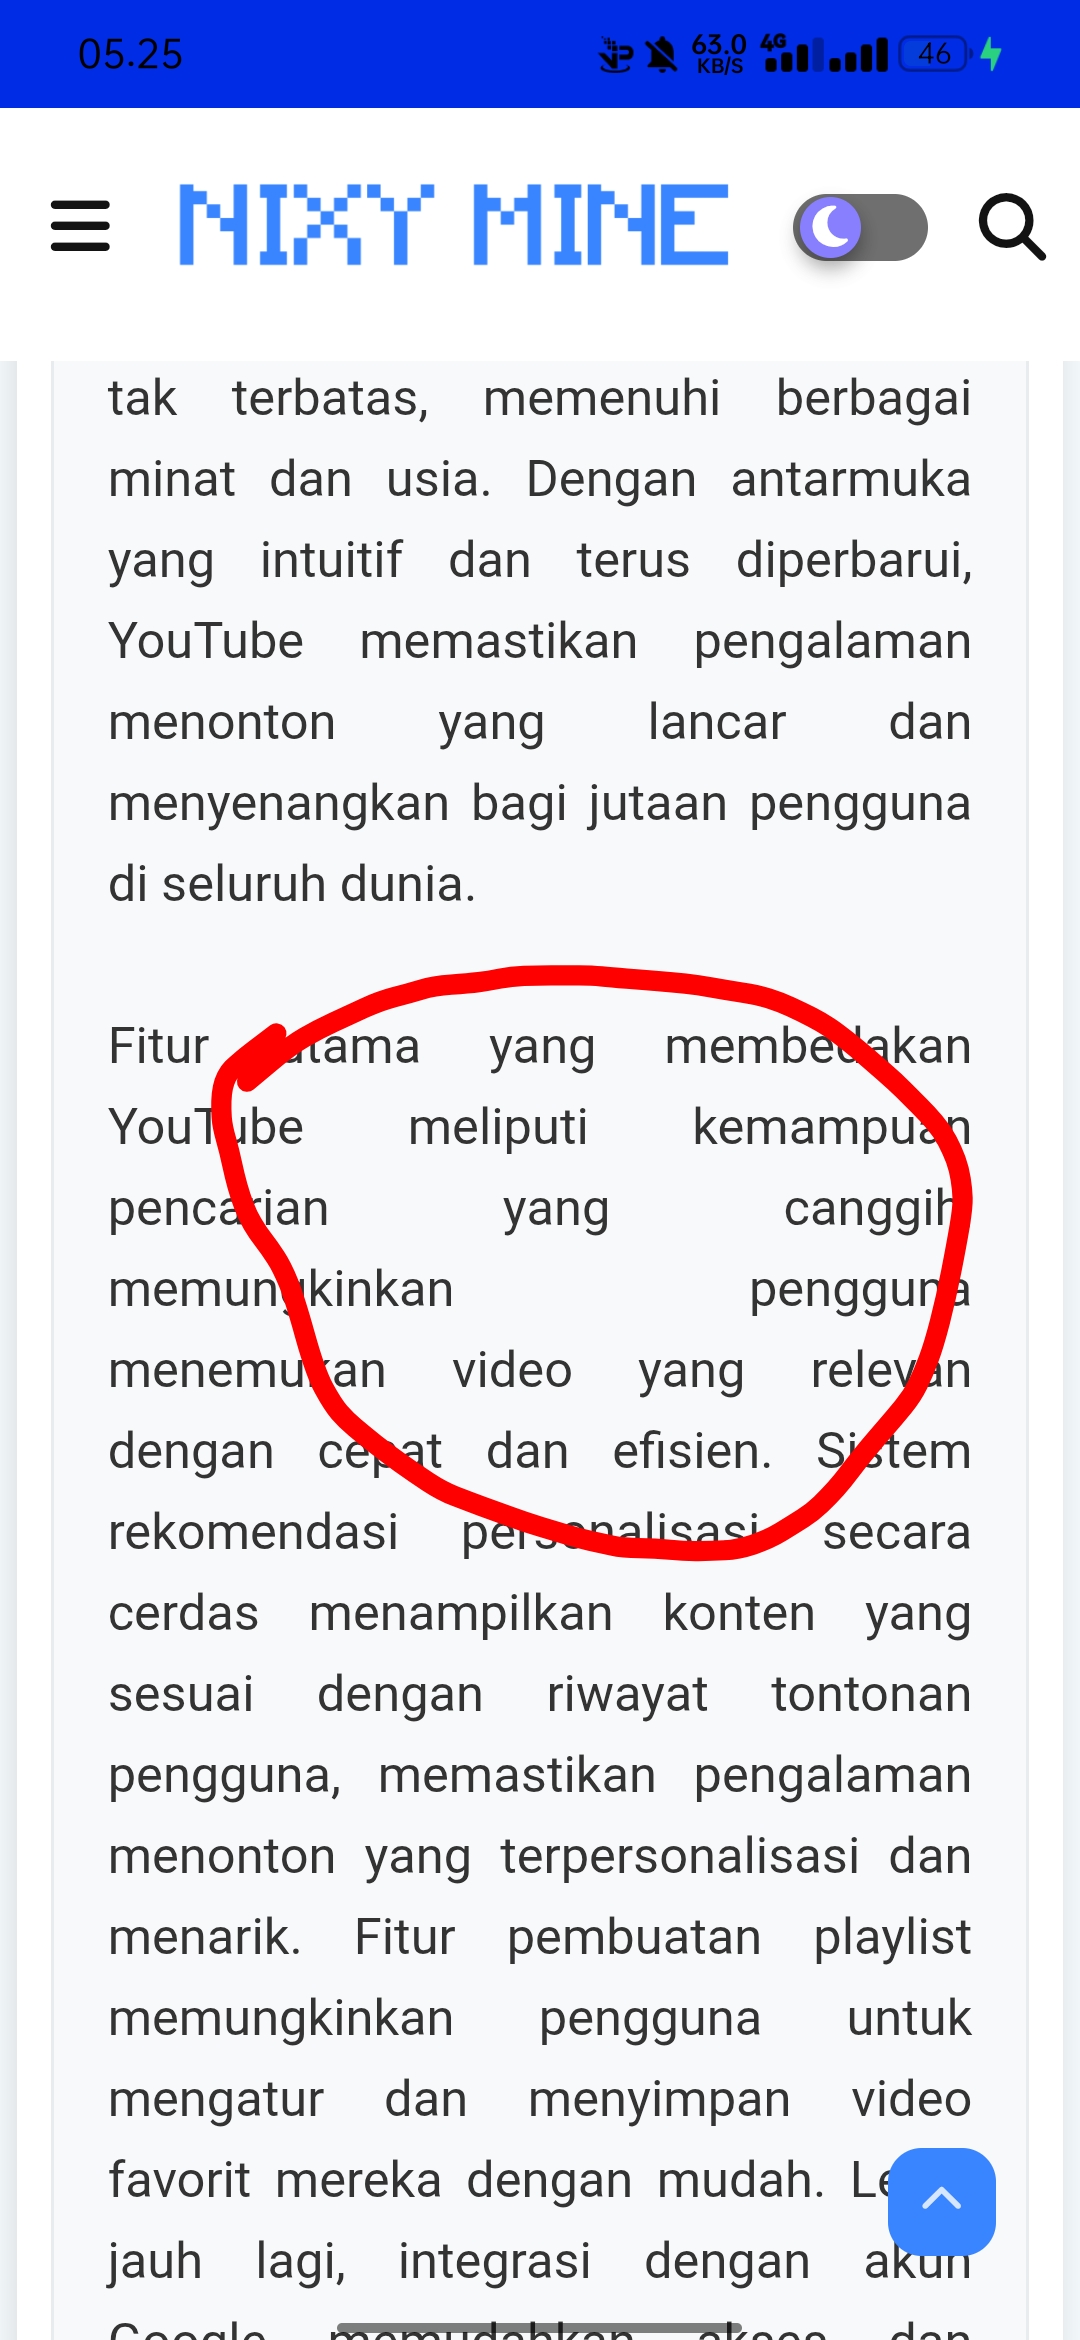 05.25
63.0 KB/S 4G 46
NIXY MINE
tak terbatas, memenuhi berbagai
minat dan usia. Dengan antarmuka
yang intuitif dan terus diperbarui,
YouTube memastikan pengalaman
menonton yang lancar dan
menyenangkan bagi jutaan pengguna
di seluruh dunia.
Fitur utama yang membedakan
YouTube meliputi kemampuan
pencarian yang canggih
memungkinkan pengguna
menemukan video yang relevan
dengan cepat dan efisien. Sistem
rekomendasi personalisasi secara
cerdas menampilkan konten yang
sesuai dengan riwayat tontonan
pengguna, memastikan pengalaman
menonton yang terpersonalisasi dan
menarik. Fitur pembuatan playlist
memungkinkan pengguna untuk
mengatur dan menyimpan video
favorit mereka dengan mudah.
jauh lagi, integrasi dengan akun
Google memudahkan akses dan